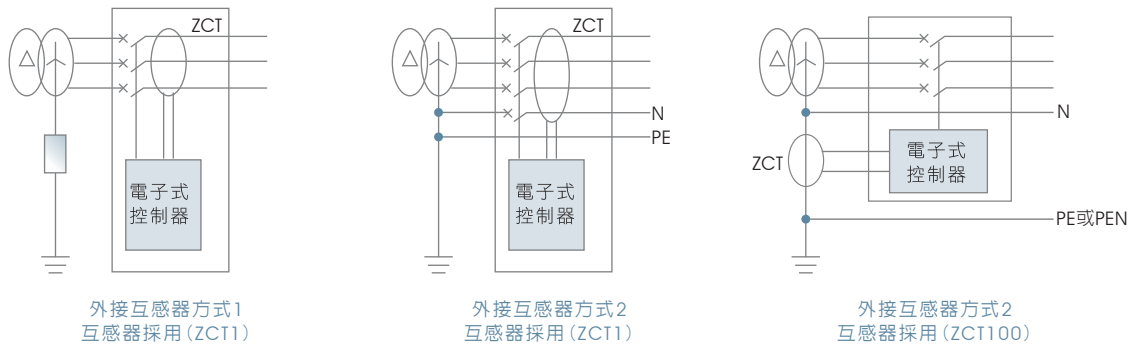 ZCT
電子式
控制器
外接互感器方式1
互感器採用(ZCT1)
ZCT
N
PE
電子式
控制器
外接互感器方式2
互感器採用(ZCT1)
N
電子式
控制器
ZCT
PE或PEN
外接互感器方式2
互感器採用(ZCT100)